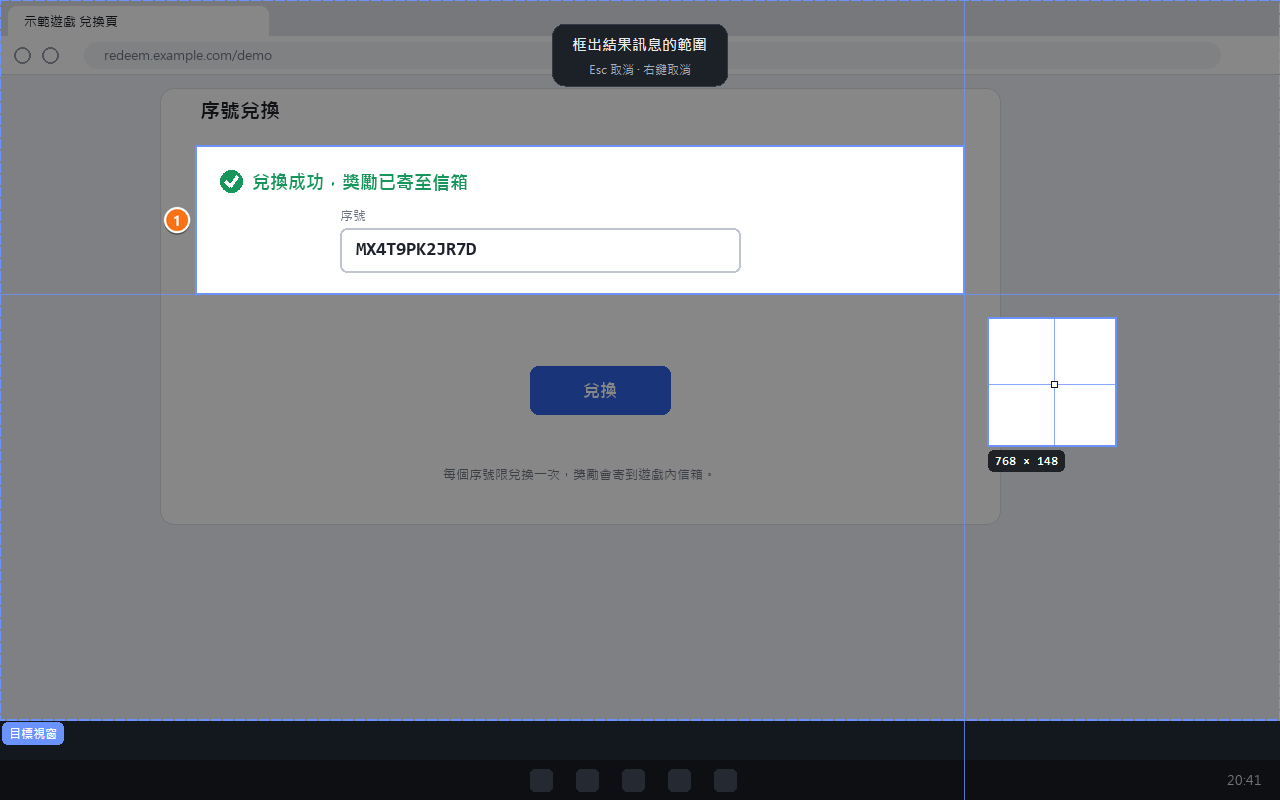 示範遊戲 兌換頁
redeem.example.com/demo
框出結果訊息的範圍
Esc 取消 · 右鍵取消
序號兌換
兌換成功，獎勵已寄至信箱
1
序號
MX4T9PK2JR7D
兌換
768 × 148
每個序號限兌換一次，獎勵會寄到遊戲內信箱。
目標視窗
20:41